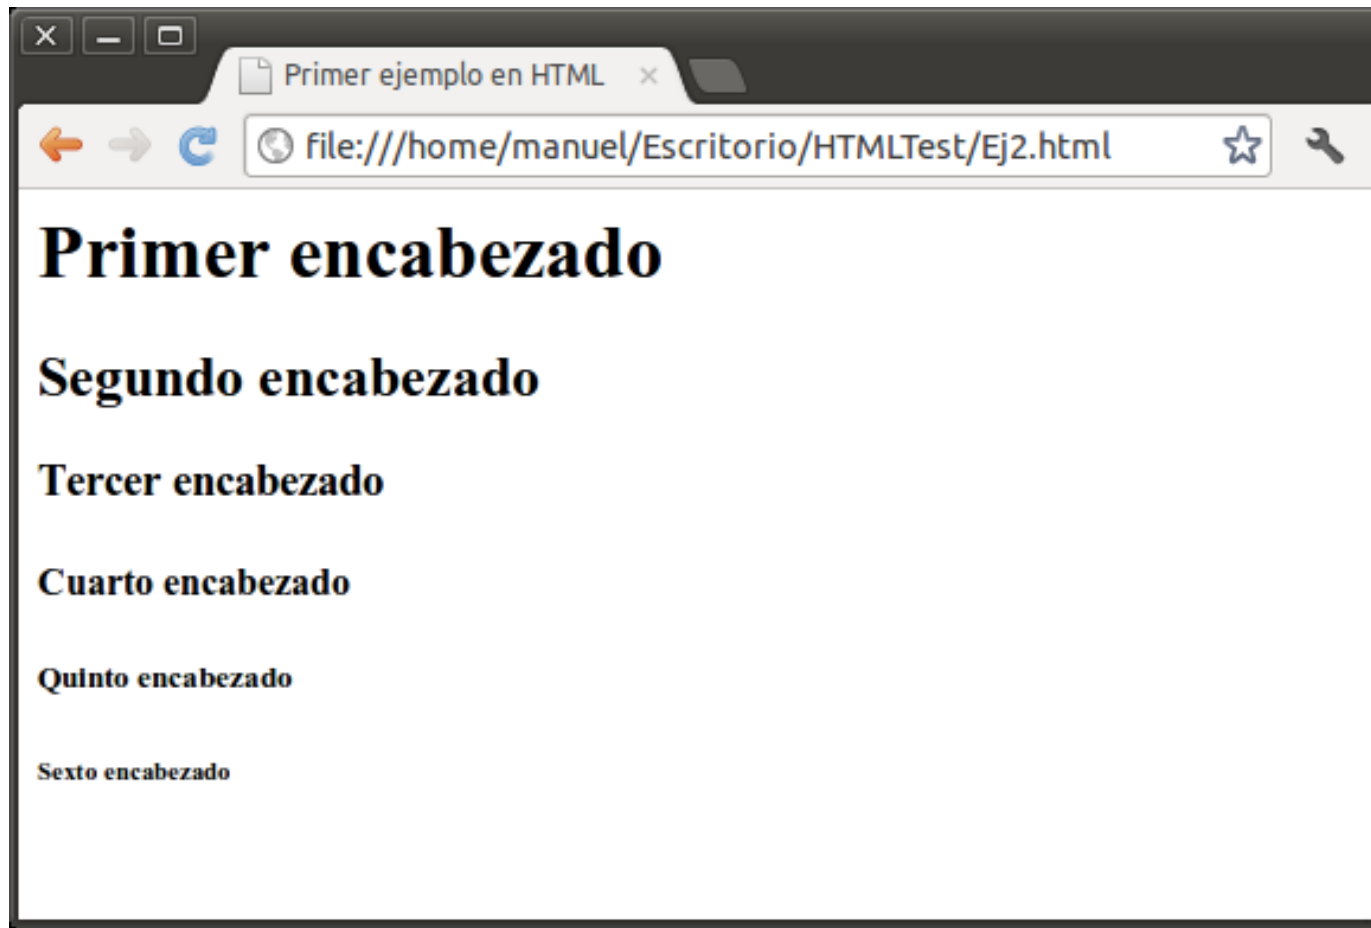 Primer ejemplo en HTML
file:///home/manuel/Escritorio/HTMLTest/Ej2.html
Primer encabezado
Segundo encabezado
Tercer encabezado
Cuarto encabezado
Quinto encabezado
Sexto encabezado